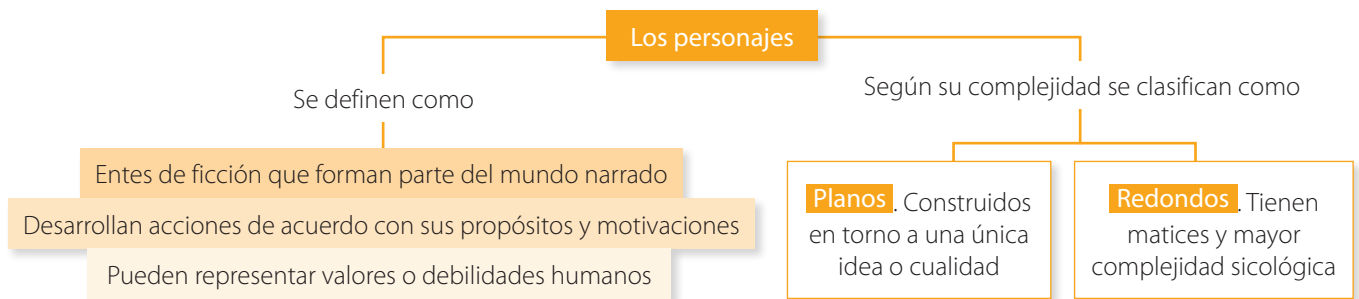 Los personajes
Se definen como
Entes de ficción que forman parte del mundo narrado
Desarrollan acciones de acuerdo con sus propósitos y motivaciones
Pueden representar valores o debilidades humanos
Según su complejidad se clasifican como
Planos. Construidos
en torno a una única
idea o cualidad
Redondos. Tienen
matices y mayor
complejidad sicológica